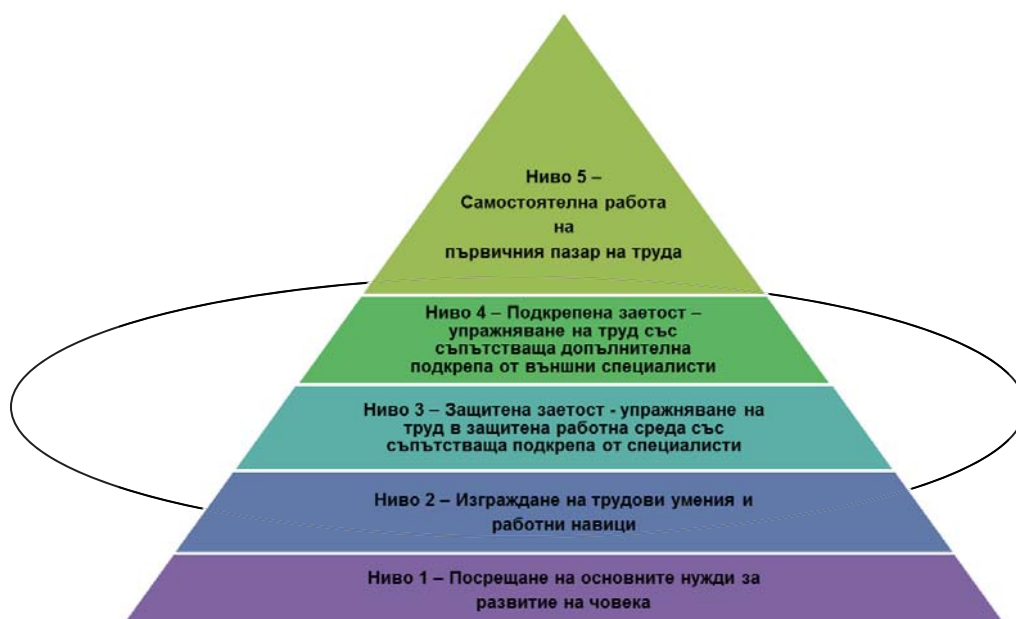 Ниво 5 –
Самостоятелна работа
на
първичния пазар на труда
Ниво 4 – Подкрепена заетост –
упражняване на труд със
съпътстваща допълнителна
подкрепа от външни специалисти
Ниво 3 – Защитена заетост - упражняване на
труд в защитена работна среда със
съпътстваща подкрепа от специалисти
Ниво 2 – Изграждане на трудови умения и
работни навици
Ниво 1 – Посрещане на основните нужди за
развитие на човека